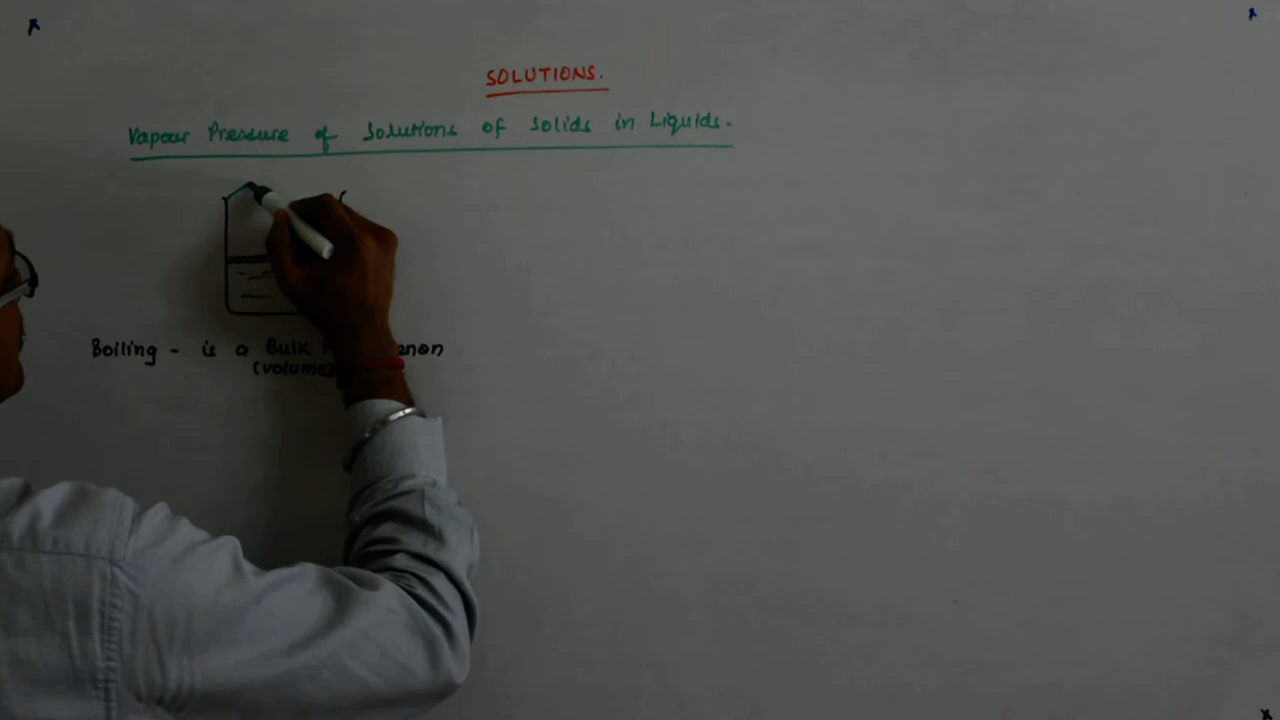 SOLUTIONS.
Vapour Pressure of Solutions of Solids in Liquids.
Boiling - is a Bulk
(volume)